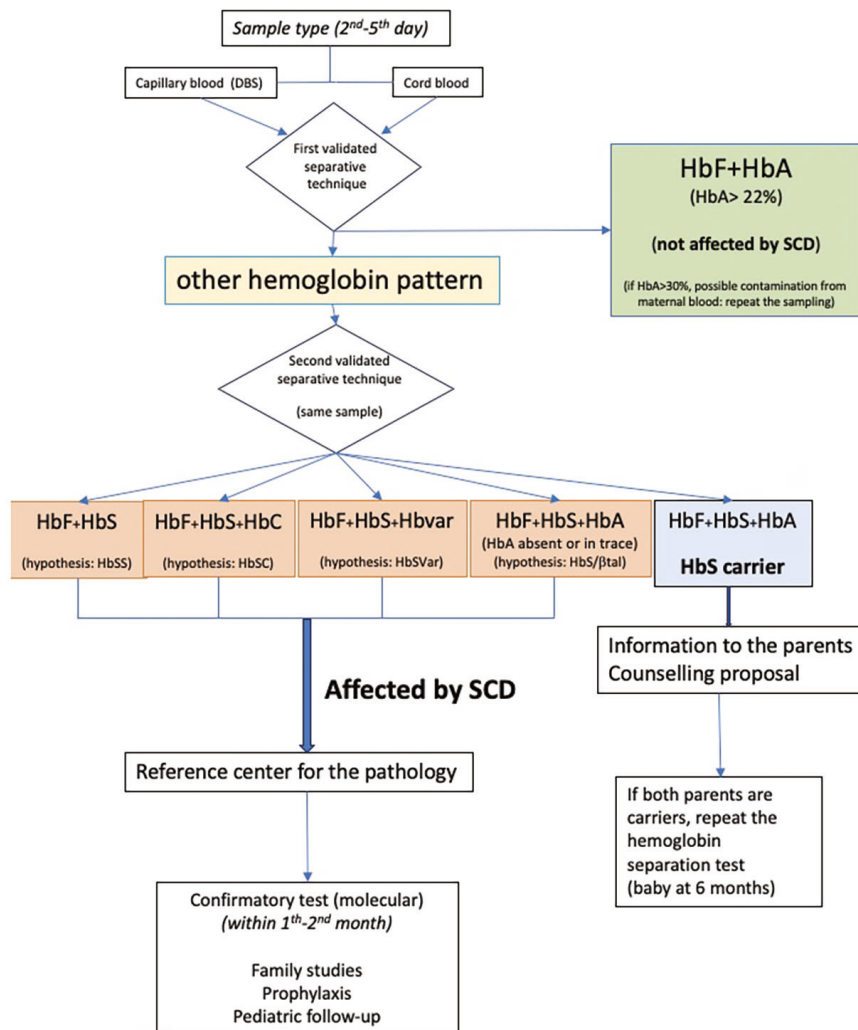 Sample type (2nd-5th day)
Capillary blood (DBS)
Cord blood
First validated
separative
technique
HbF+HbA
(HbA> 22%)
(not affected by SCD)
(if HbA>30%, possible contamination from
maternal blood: repeat the sampling)
other hemoglobin pattern
Second validated
separative technique
(same sample)
HbF+HbS
(hypothesis: HbSS)
HbF+HbS+HbC
(hypothesis: HbSC)
HbF+HbS+Hbvar
(hypothesis: HbSVar)
HbF+HbS+HbA
(HbA absent or in trace)
(hypothesis: HbS/βtal)
HbF+HbS+HbA
HbS carrier
Affected by SCD
Information to the parents
Counselling proposal
Reference center for the pathology
If both parents are
carriers, repeat the
hemoglobin
separation test
(baby at 6 months)
Confirmatory test (molecular)
(within 1th-2nd month)
Family studies
Prophylaxis
Pediatric follow-up